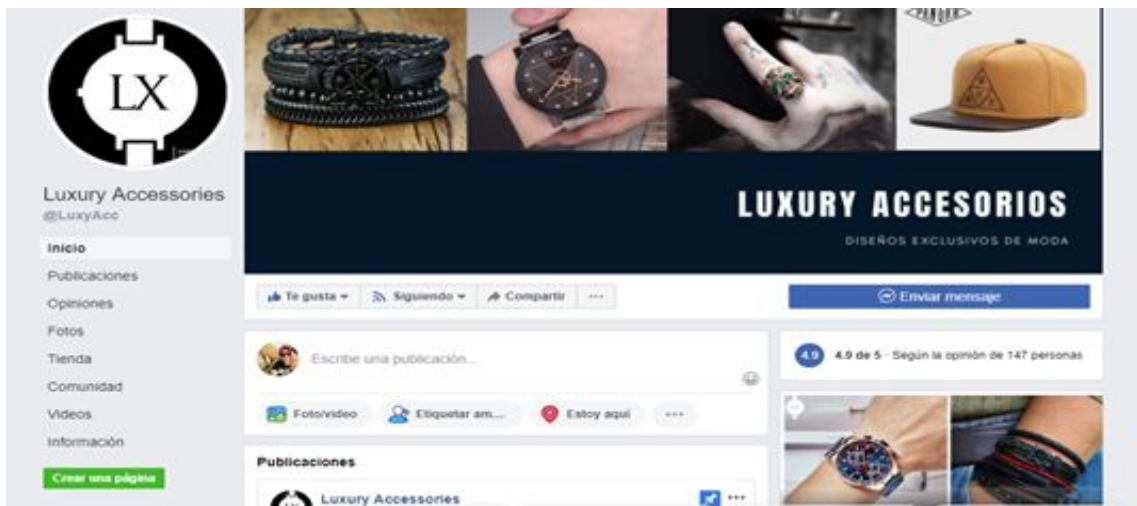 LX
Luxury Accessories
@LuxyAcc
Inicio
Publicaciones
Opiniones
Fotos
Tienda
Comunidad
Videos
Información
Crear una página
LUXURY ACCESORIOS
DISEÑOS EXCLUSIVOS DE MODA
Te gusta
Siguiendo
Compartir
Enviar mensaje
Escribe una publicación...
Foto/video
Etiquetar am...
Estoy aquí
Publicaciones
Luxury Accessories
4.9
4.9 de 5 · Según la opinión de 147 personas